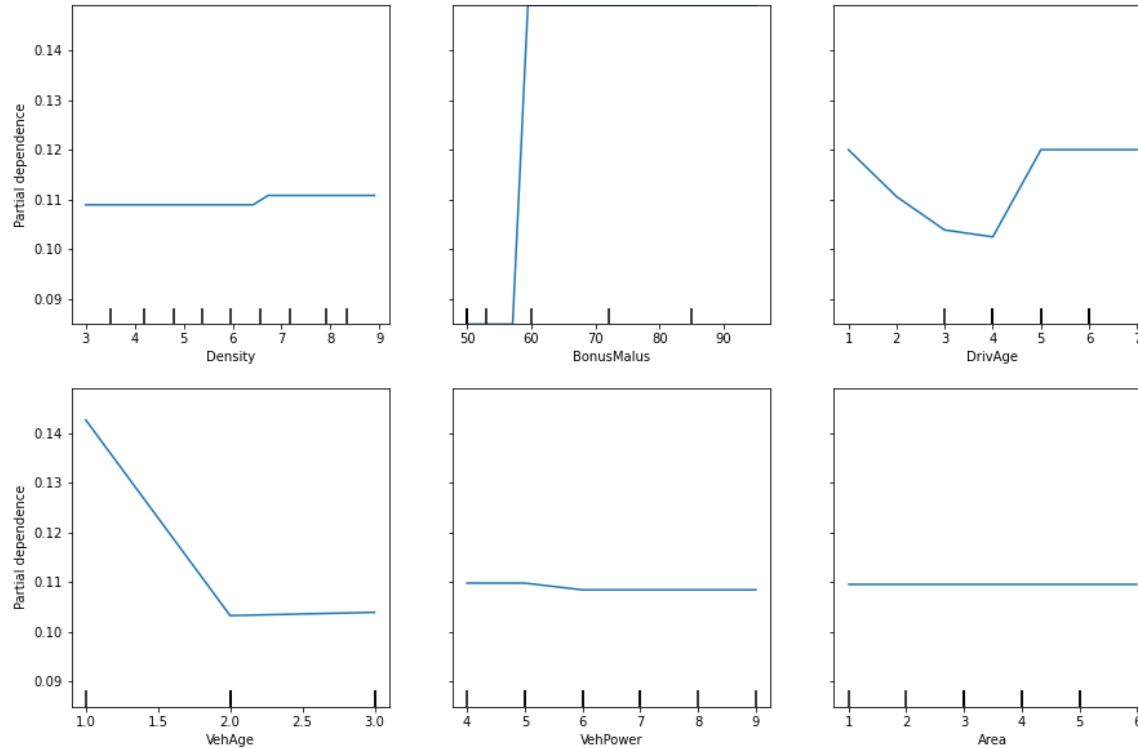 0.14
0.13
0.12
0.11
0.10
0.09
Partial dependence
3 4 5 6 7 8 9
Density
50 60 70 80 90
BonusMalus
1 2 3 4 5 6 7
DrivAge
0.14
0.13
0.12
0.11
0.10
0.09
Partial dependence
1.0 1.5 2.0 2.5 3.0
VehAge
4 5 6 7 8 9
VehPower
1 2 3 4 5 6
Area